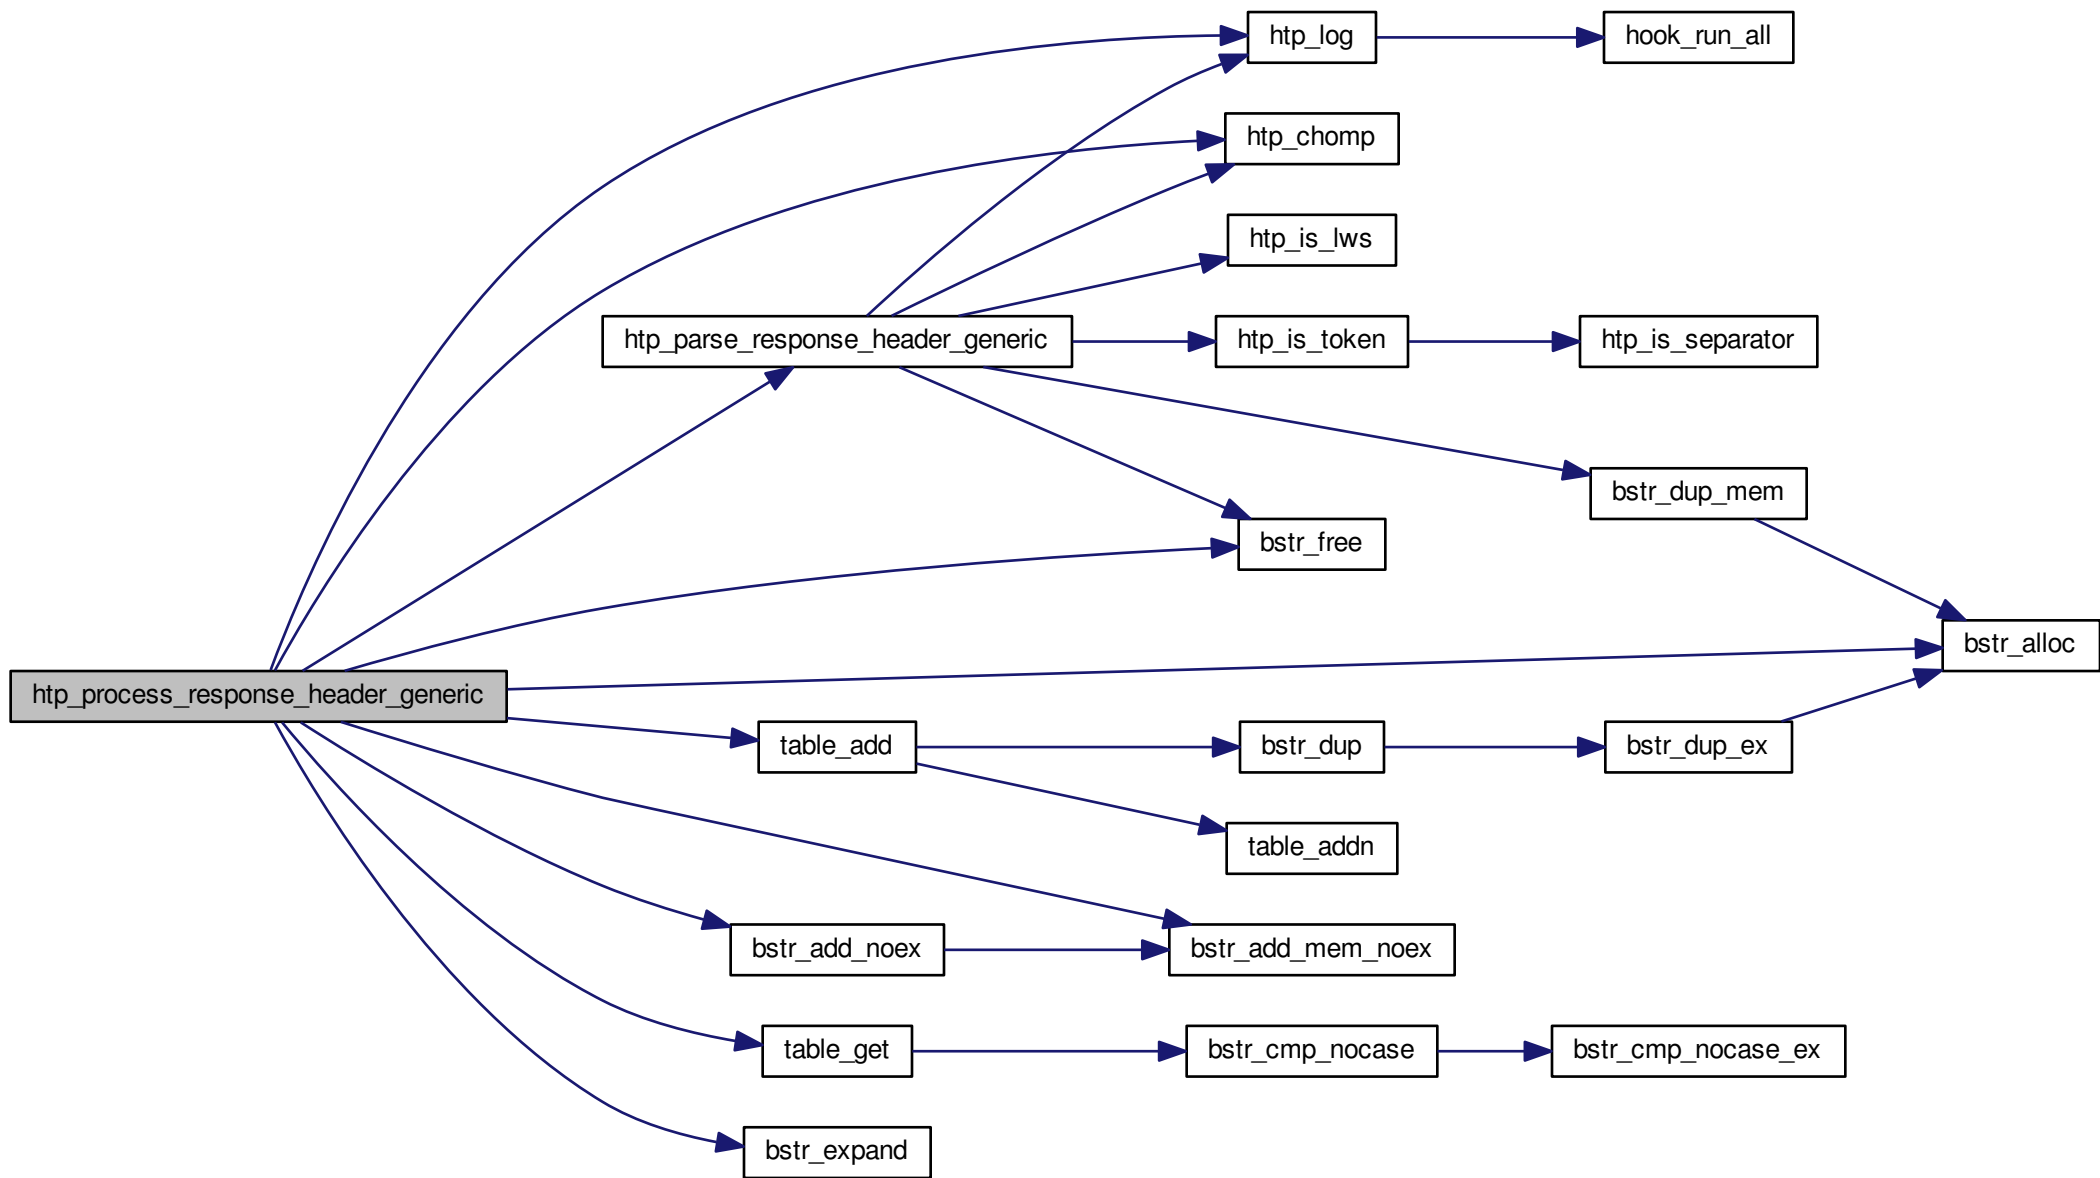 htp_log
hook_run_all
htp_chomp
htp_is_lws
htp_parse_response_header_generic
htp_is_token
htp_is_separator
bstr_dup_mem
bstr_free
bstr_alloc
htp_process_response_header_generic
table_add
bstr_dup
bstr_dup_ex
table_addn
bstr_add_noex
bstr_add_mem_noex
table_get
bstr_cmp_nocase
bstr_cmp_nocase_ex
bstr_expand